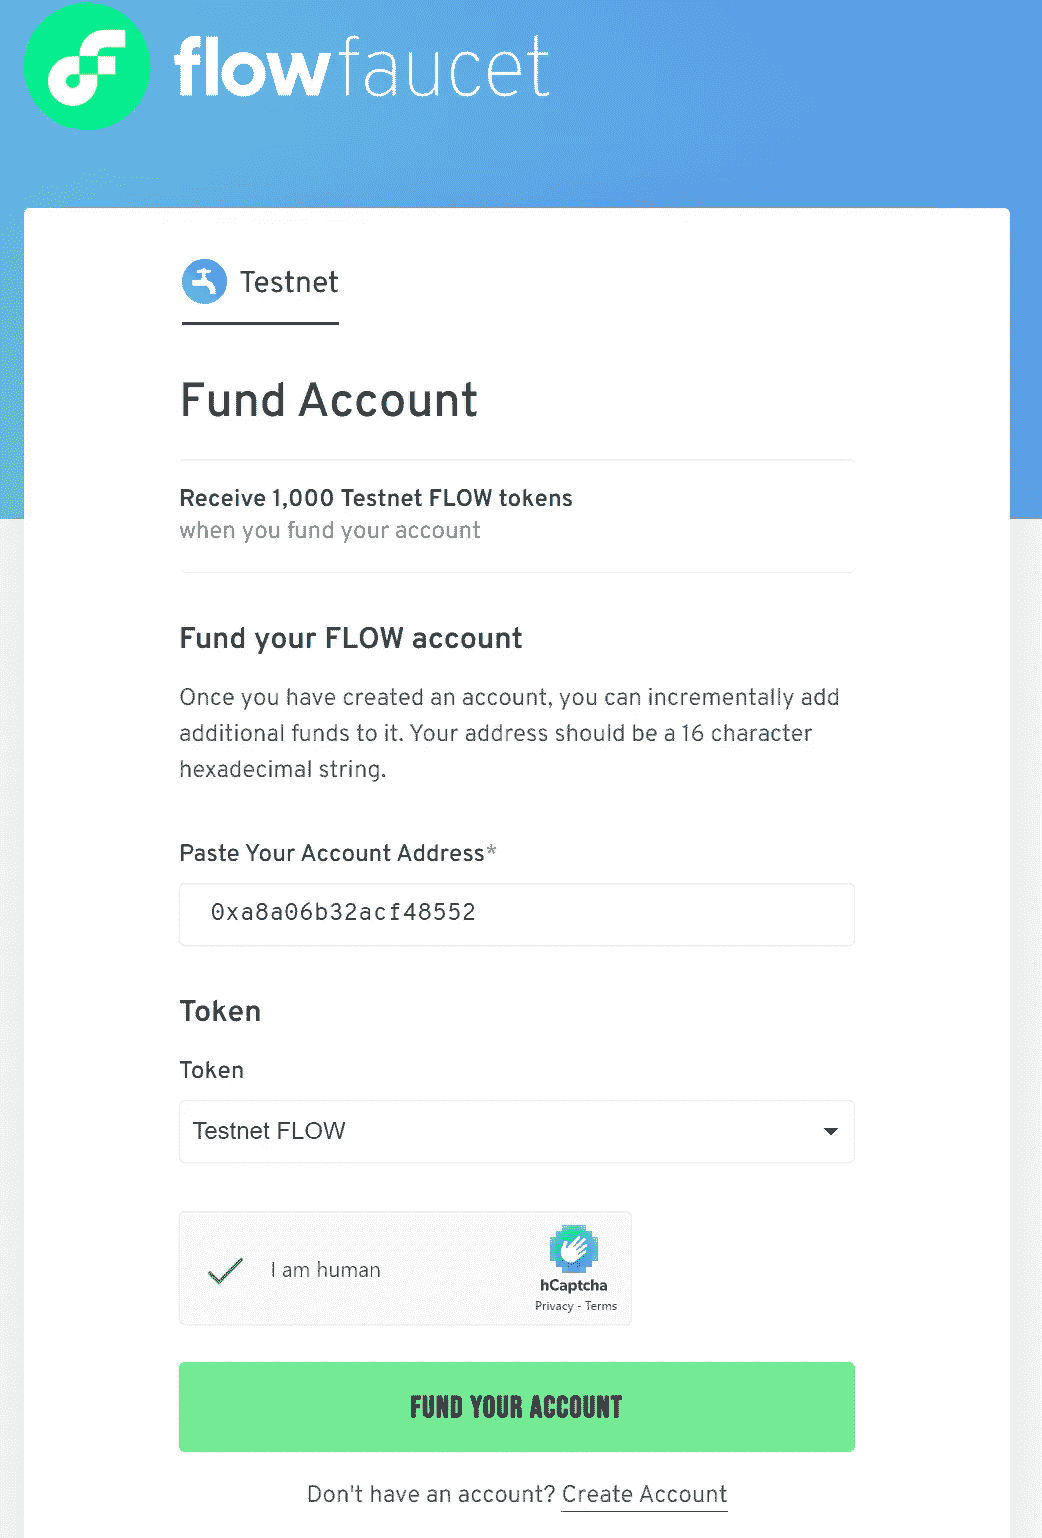 flowfaucet
Testnet
Fund Account
Receive 1,000 Testnet FLOW tokens
when you fund your account
Fund your FLOW account
Once you have created an account, you can incrementally add
additional funds to it. Your address should be a 16 character
hexadecimal string.
Paste Your Account Address*
0xa8a06b32acf48552
Token
Token
Testnet FLOW
I am human
hCaptcha
Privacy - Terms
FUND YOUR ACCOUNT
Don't have an account? Create Account